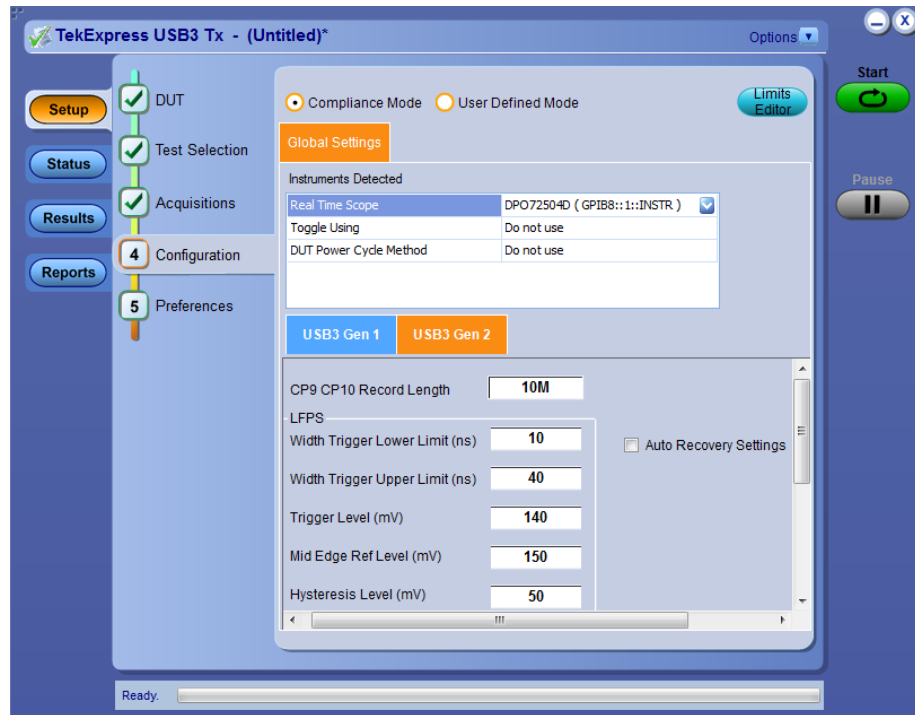 TekExpress USB3 Tx - (Untitled)*
Options
Setup
Status
Results
Reports
DUT
Test Selection
Acquisitions
4 Configuration
5 Preferences
Compliance Mode User Defined Mode
Limits Editor
Global Settings
Instruments Detected
Real Time Scope DPO72504D ( GPIB8::1::INSTR )
Toggle Using Do not use
DUT Power Cycle Method Do not use
USB3 Gen 1 USB3 Gen 2
CP9 CP10 Record Length 10M
LFPS
Width Trigger Lower Limit (ns) 10
Auto Recovery Settings
Width Trigger Upper Limit (ns) 40
Trigger Level (mV) 140
Mid Edge Ref Level (mV) 150
Hysteresis Level (mV) 50
Start
Pause
Ready.